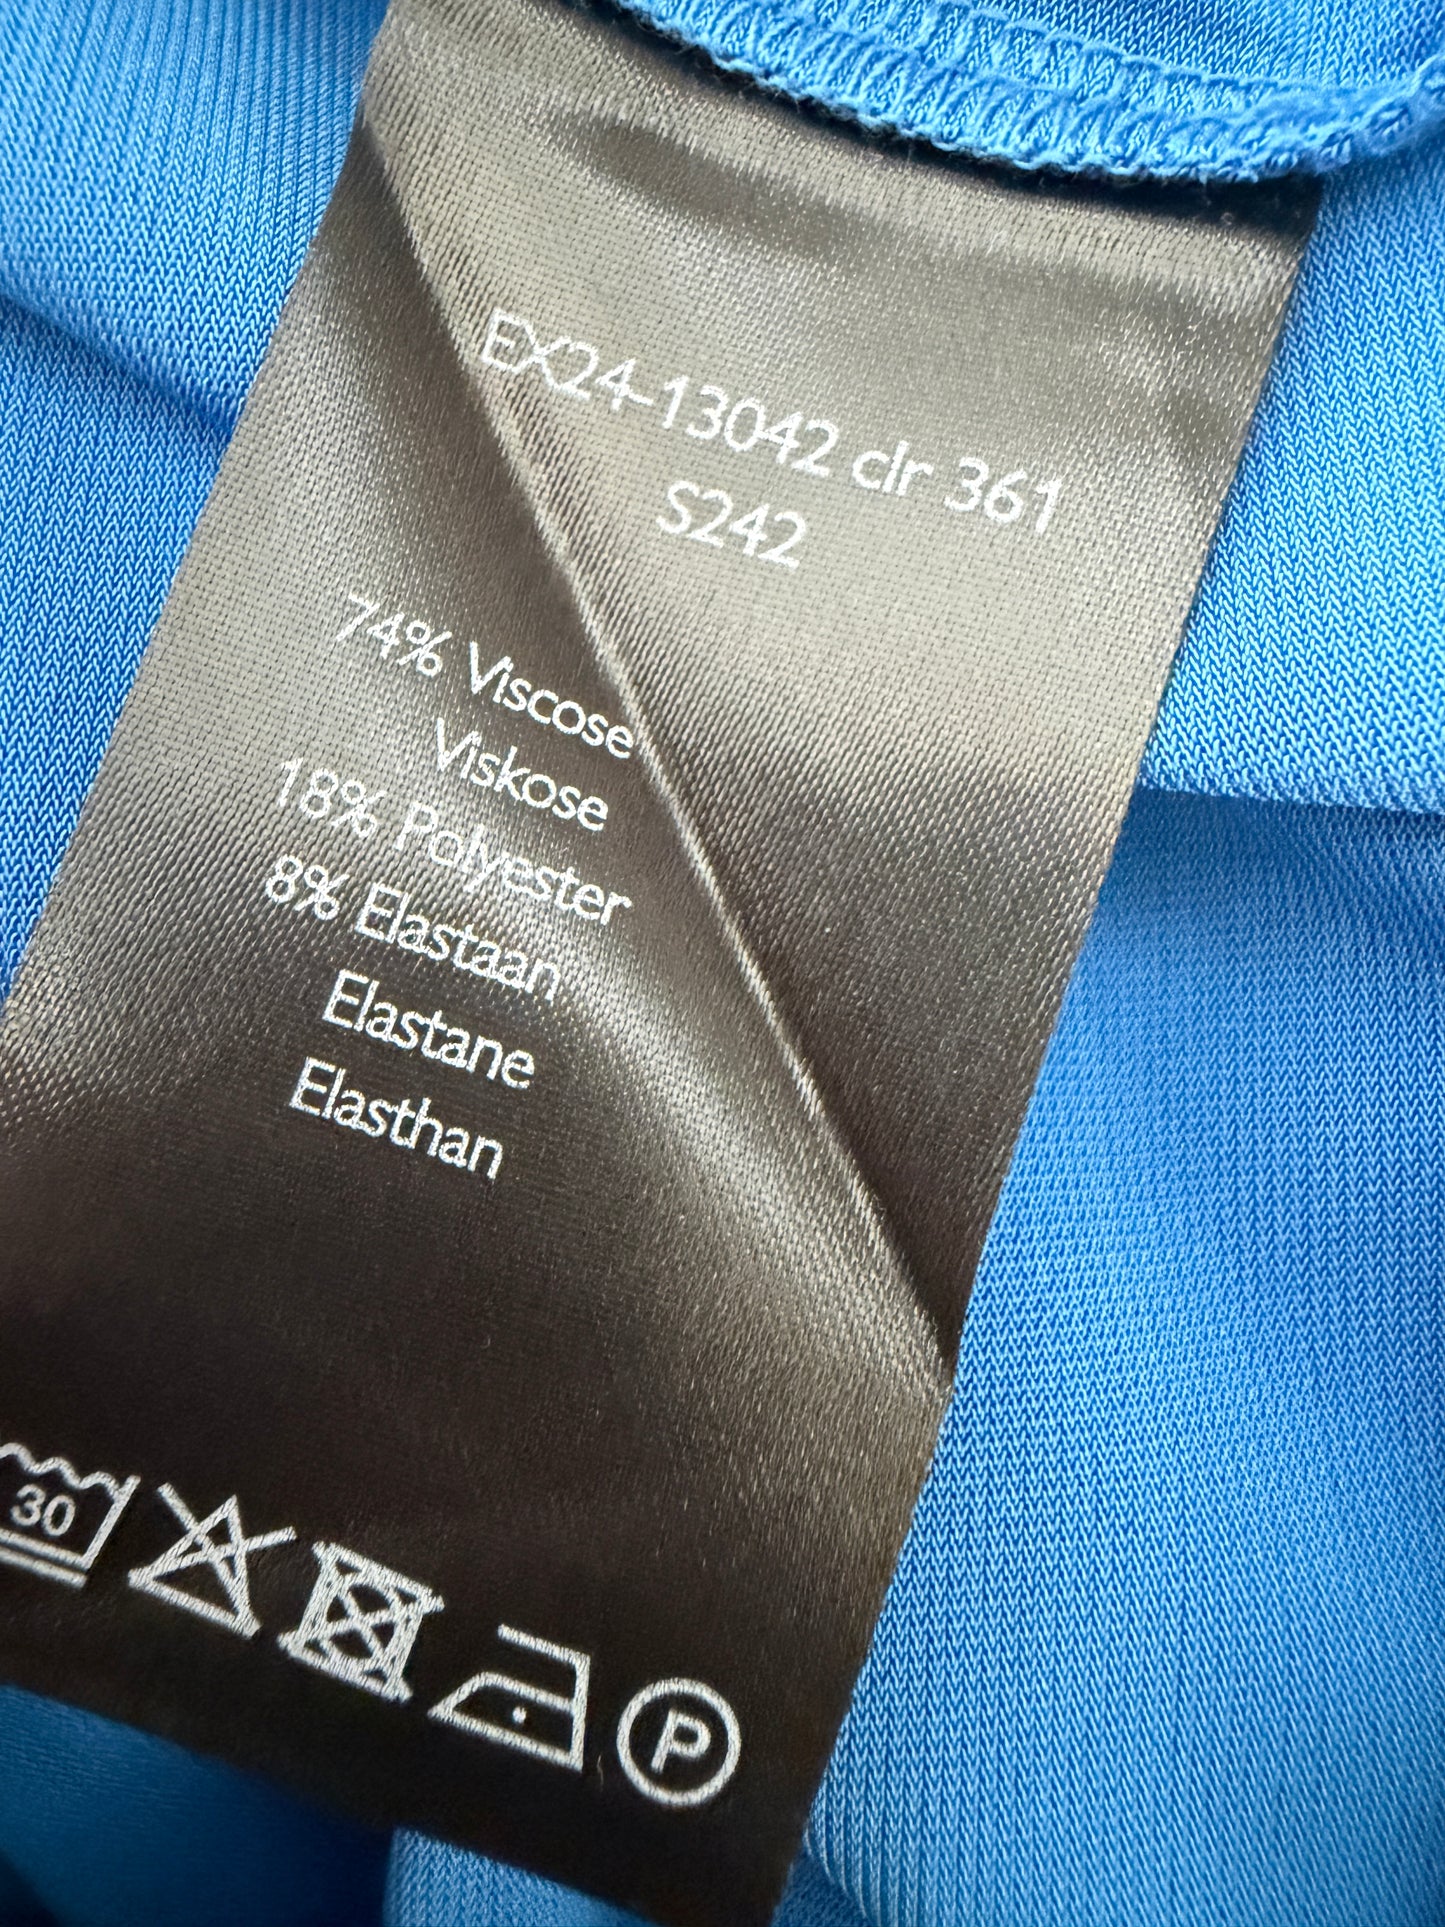 EX24-13042 clr 361
S242
74% Viscose
Viskose
18% Polyester
8% Elastaan
Elastane
Elasthan
30
P